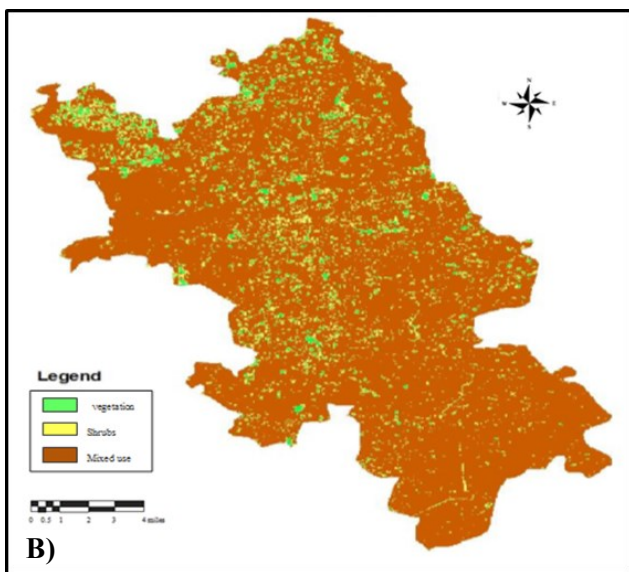 N
W E
S
Legend
vegetation
Shrubs
Mixed use
0 0.5 1 2 3 4 miles
B)